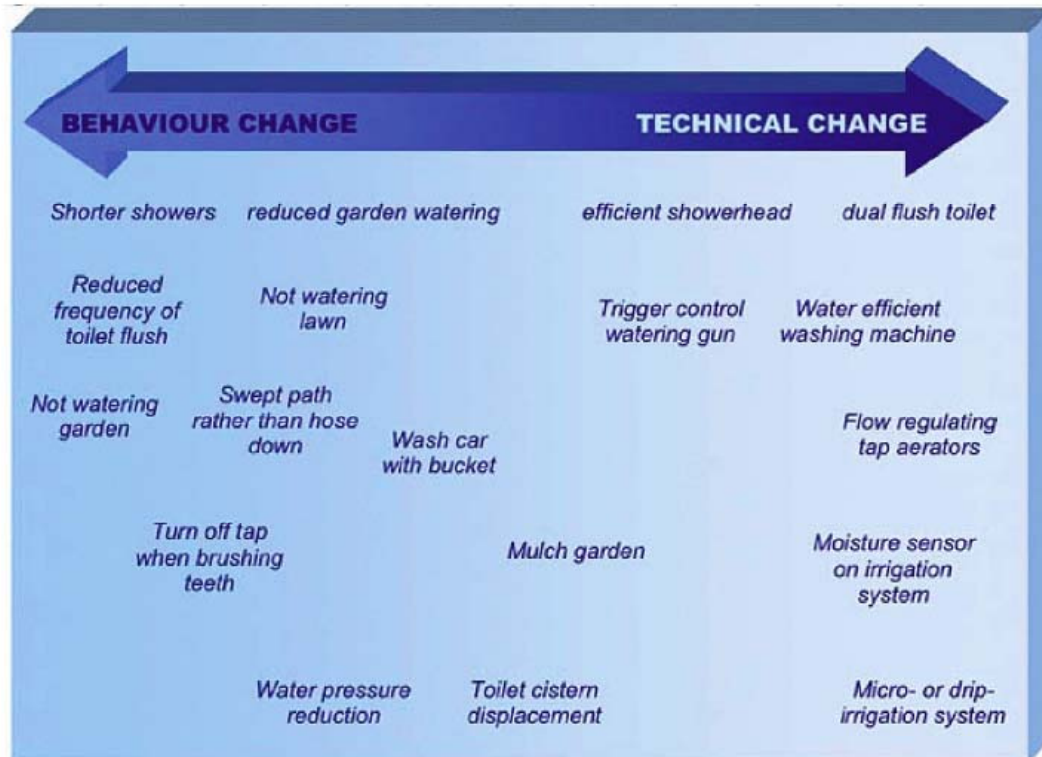 BEHAVIOUR CHANGE
TECHNICAL CHANGE
Shorter showers
reduced garden watering
efficient showerhead
dual flush toilet
Reduced
frequency of
toilet flush
Not watering
lawn
Trigger control
watering gun
Water efficient
washing machine
Not watering
garden
Swept path
rather than hose
down
Wash car
with bucket
Flow regulating
tap aerators
Turn off tap
when brushing
teeth
Mulch garden
Moisture sensor
on irrigation
system
Water pressure
reduction
Toilet cistern
displacement
Micro- or drip-
irrigation system